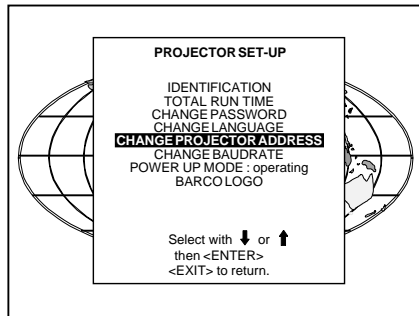 PROJECTOR SET-UP
IDENTIFICATION
TOTAL RUN TIME
CHANGE PASSWORD
CHANGE LANGUAGE
CHANGE PROJECTOR ADDRESS
CHANGE BAUDRATE
POWER UP MODE : operating
BARCO LOGO
Select with ⬇ or ⬆
then <ENTER>
<EXIT> to return.